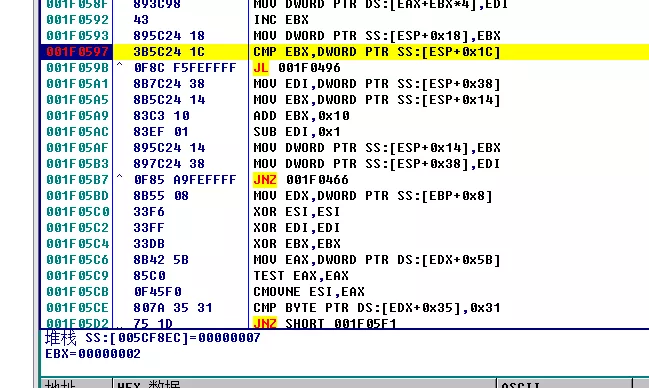 001F058F 893C98 MOV DWORD PTR DS:[EAX+EBX*4],EDI
001F0592 43 INC EBX
001F0593 895C24 18 MOV DWORD PTR SS:[ESP+0x18],EBX
001F0597 3B5C24 1C CMP EBX,DWORD PTR SS:[ESP+0x1C]
001F059B ^ 0F8C F5FEFFFF JL 001F0496
001F05A1 8B7C24 38 MOV EDI,DWORD PTR SS:[ESP+0x38]
001F05A5 8B5C24 14 MOV EBX,DWORD PTR SS:[ESP+0x14]
001F05A9 83C3 10 ADD EBX,0x10
001F05AC 83EF 01 SUB EDI,0x1
001F05AF 895C24 14 MOV DWORD PTR SS:[ESP+0x14],EBX
001F05B3 897C24 38 MOV DWORD PTR SS:[ESP+0x38],EDI
001F05B7 ^ 0F85 A9FEFFFF JNZ 001F0466
001F05BD 8B55 08 MOV EDX,DWORD PTR SS:[EBP+0x8]
001F05C0 33F6 XOR ESI,ESI
001F05C2 33FF XOR EDI,EDI
001F05C4 33DB XOR EBX,EBX
001F05C6 8B42 5B MOV EAX,DWORD PTR DS:[EDX+0x5B]
001F05C9 85C0 TEST EAX,EAX
001F05CB 0F45F0 CMOVNE ESI,EAX
001F05CE 807A 35 31 CMP BYTE PTR DS:[EDX+0x35],0x31
001F05D2 75 1D JNZ SHORT 001F05F1
堆栈 SS:[005CF8EC]=00000007
EBX=00000002
地址 HEX 数据 ASCII